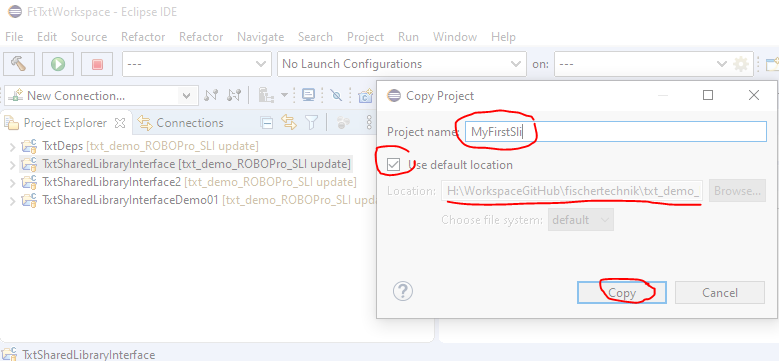 FtTxtWorkspace - Eclipse IDE
File Edit Source Refactor Refactor Navigate Search Project Run Window Help
--- No Launch Configurations on: ---
New Connection...
Project Explorer Connections
TxtDeps [txt_demo_ROBOPro_SLI update]
TxtSharedLibraryInterface [txt_demo_ROBOPro_SLI update]
TxtSharedLibraryInterface2 [txt_demo_ROBOPro_SLI update]
TxtSharedLibraryInterfaceDemo01 [txt_demo_ROBOPro_SLI update]
Copy Project
Project name: MyFirstSli
Use default location
Location: H:\WorkspaceGitHub\fischertechnik\txt_demo_ Browse...
Choose file system: default
? Copy Cancel
TxtSharedLibraryInterface